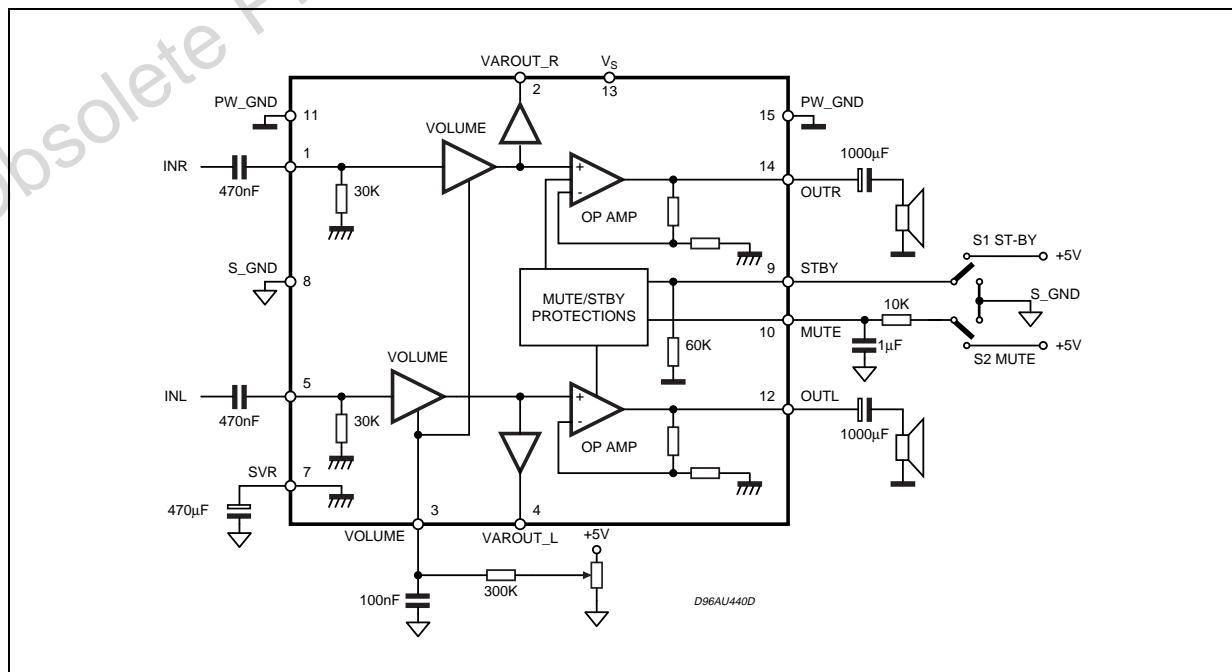 Obsolete P
VAROUT_R
VS
2
13
PW_GND
11
15
PW_GND
VOLUME
1000µF
INR
1
14
470nF
30K
+
-
OP AMP
OUTR
S1 ST-BY
+5V
S_GND
8
9
STBY
MUTE/STBY
PROTECTIONS
S_GND
10K
10
MUTE
60K
1µF
+5V
S2 MUTE
VOLUME
INL
5
12
OUTL
470nF
30K
+
-
OP AMP
1000µF
SVR
7
470µF
3
4
VOLUME
VAROUT_L
+5V
300K
100nF
D96AU440D